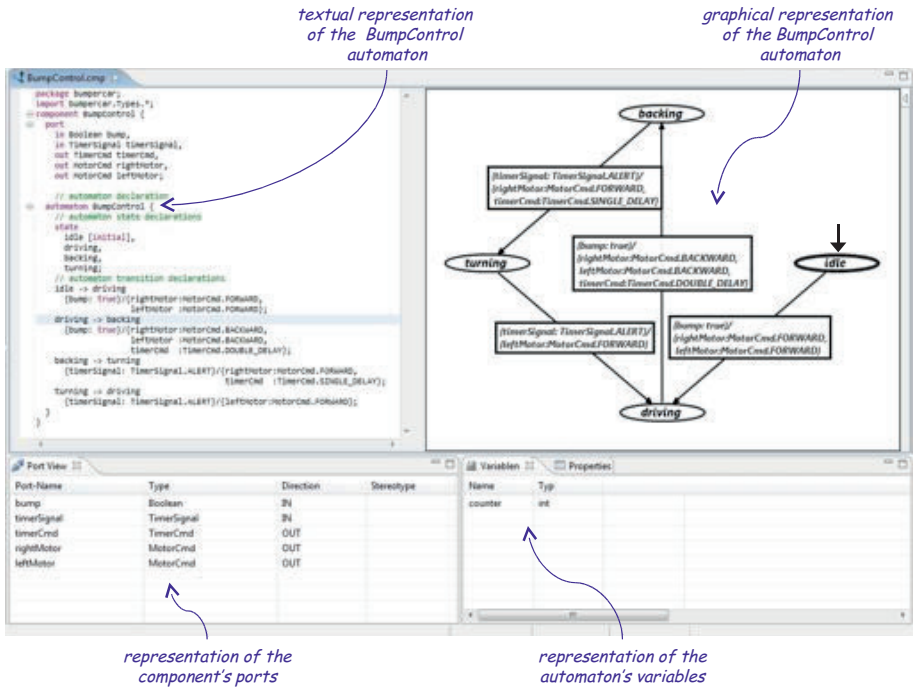 textual representation
of the BumpControl
automaton
graphical representation
of the BumpControl
automaton
BumpControl.cmp
package bumpercar;
import bumpercar.Types.*;
component BumpControl {
port
in Boolean bump,
in TimerSignal timerSignal,
out TimerCmd timerCmd,
out MotorCmd rightMotor,
out MotorCmd leftMotor;
// automaton declaration
automaton BumpControl {
// automaton state declarations
state
idle [initial],
driving,
backing,
turning;
// automaton transition declarations
idle -> driving
{bump: true}/{rightMotor:MotorCmd.FORWARD,
leftMotor :MotorCmd.FORWARD};
driving -> backing
{bump: true}/{rightMotor:MotorCmd.BACKWARD,
leftMotor :MotorCmd.BACKWARD,
timerCmd :TimerCmd.DOUBLE_DELAY};
backing -> turning
{timerSignal: TimerSignal.ALERT}/{rightMotor:MotorCmd.FORWARD,
timerCmd :TimerCmd.SINGLE_DELAY};
turning -> driving
{timerSignal: TimerSignal.ALERT}/{leftMotor:MotorCmd.FORWARD};
}
}
backing
{timerSignal: TimerSignal.ALERT}/
{rightMotor:MotorCmd.FORWARD,
timerCmd:TimerCmd.SINGLE_DELAY}
turning
{bump: true}/
{rightMotor:MotorCmd.BACKWARD,
leftMotor:MotorCmd.BACKWARD,
timerCmd:TimerCmd.DOUBLE_DELAY}
idle
{timerSignal: TimerSignal.ALERT}/
{leftMotor:MotorCmd.FORWARD}
{bump: true}/
{rightMotor:MotorCmd.FORWARD,
leftMotor:MotorCmd.FORWARD}
driving
Port View
Port-Name Type Direction Stereotype
bump Boolean IN
timerSignal TimerSignal IN
timerCmd TimerCmd OUT
rightMotor MotorCmd OUT
leftMotor MotorCmd OUT
Variablen Properties
Name Typ
counter int
representation of the
component's ports
representation of the
automaton's variables